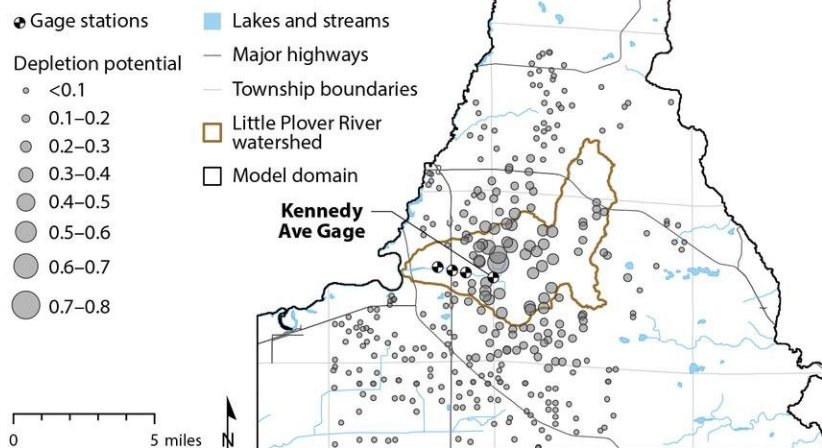 Gage stations
Depletion potential
<0.1
0.1–0.2
0.2–0.3
0.3–0.4
0.4–0.5
0.5–0.6
0.6–0.7
0.7–0.8
Lakes and streams
Major highways
Township boundaries
Little Plover River
watershed
Model domain
Kennedy
Ave Gage
0 5 miles
N